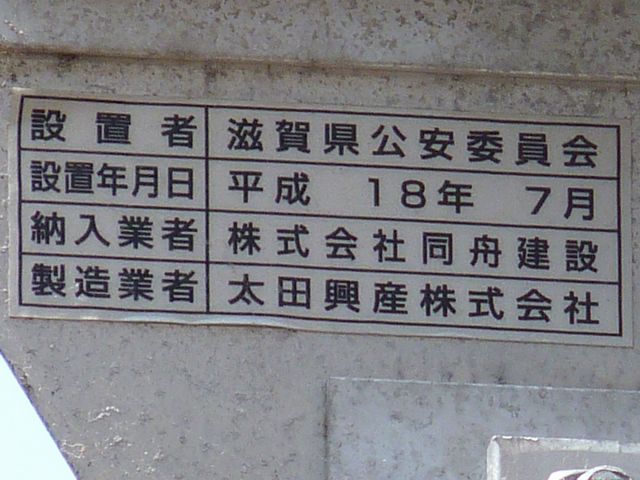 設置者 滋賀県公安委員会
設置年月日 平成 18年 7月
納入業者 株式会社同舟建設
製造業者 太田興産株式会社